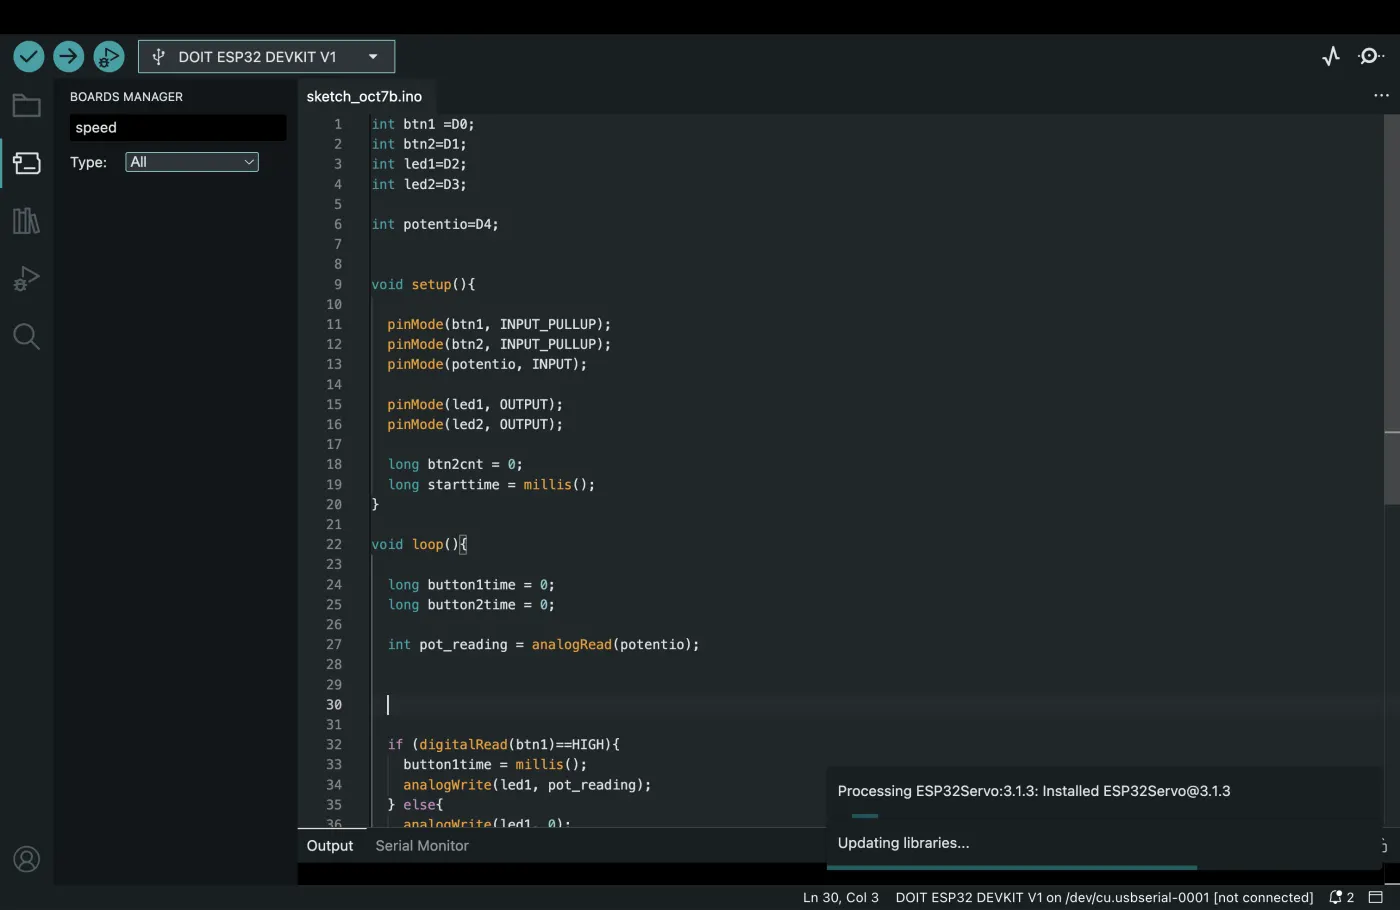 DOIT ESP32 DEVKIT V1
BOARDS MANAGER
speed
Type: All
sketch_oct7b.ino
1 int btn1 =D0;
2 int btn2=D1;
3 int led1=D2;
4 int led2=D3;
5
6 int potentio=D4;
7
8
9 void setup(){
10
11 pinMode(btn1, INPUT_PULLUP);
12 pinMode(btn2, INPUT_PULLUP);
13 pinMode(potentio, INPUT);
14
15 pinMode(led1, OUTPUT);
16 pinMode(led2, OUTPUT);
17
18 long btn2cnt = 0;
19 long starttime = millis();
20 }
21
22 void loop(){
23
24 long button1time = 0;
25 long button2time = 0;
26
27 int pot_reading = analogRead(potentio);
28
29
30
31
32 if (digitalRead(btn1)==HIGH){
33 button1time = millis();
34 analogWrite(led1, pot_reading);
35 } else{
36 analogWrite(led1, 0);
Processing ESP32Servo:3.1.3: Installed ESP32Servo@3.1.3
Updating libraries...
Output Serial Monitor
Ln 30, Col 3 DOIT ESP32 DEVKIT V1 on /dev/cu.usbserial-0001 [not connected] 2